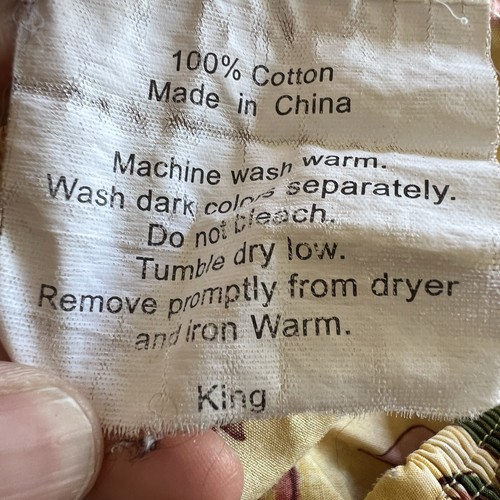 100% Cotton
Made in China
Machine wash warm.
Wash dark colors separately.
Do not bleach.
Tumble dry low.
Remove promptly from dryer
and iron Warm.
King